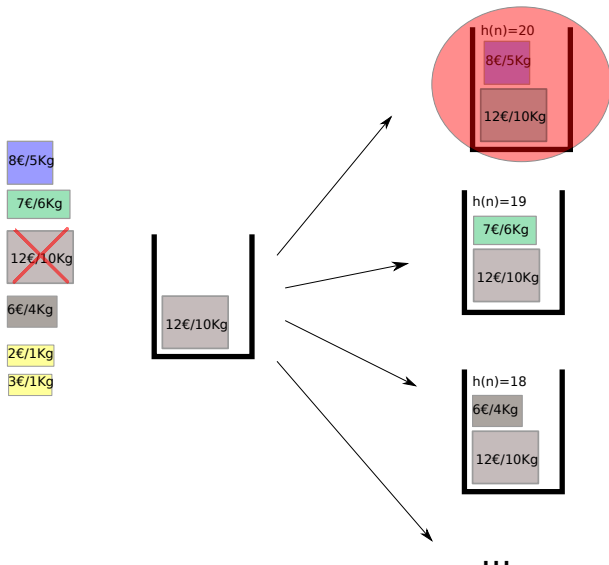 8€/5Kg
7€/6Kg
12€/10Kg
6€/4Kg
2€/1Kg
3€/1Kg
12€/10Kg
h(n)=20
8€/5Kg
12€/10Kg
h(n)=19
7€/6Kg
12€/10Kg
h(n)=18
6€/4Kg
12€/10Kg
...